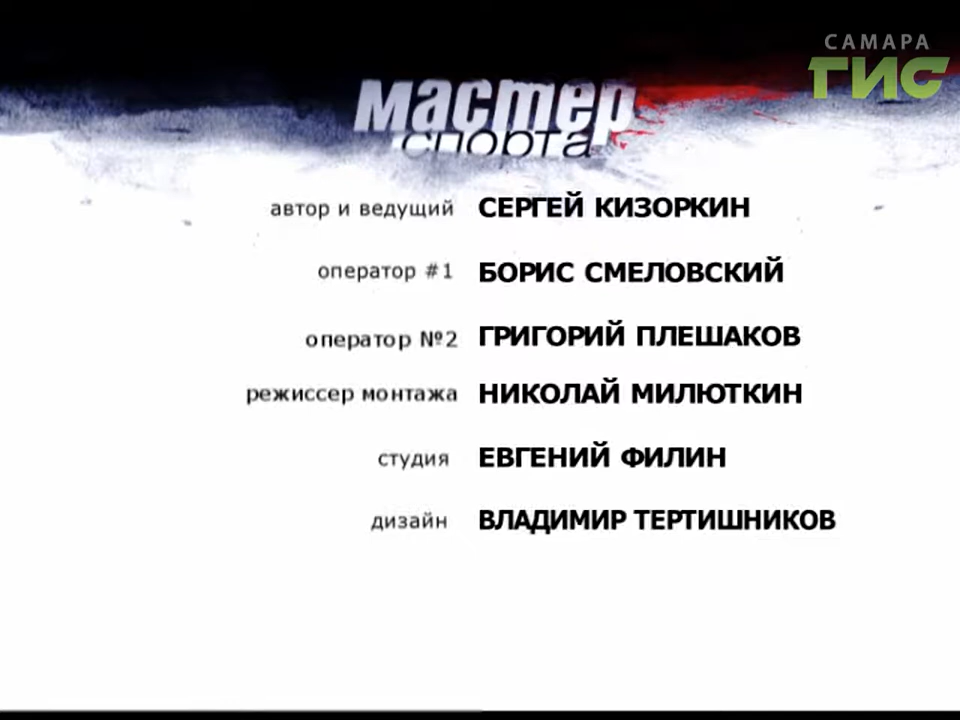 САМАРА
ГИС
мастер
спорта
автор и ведущий СЕРГЕЙ КИЗОРКИН
оператор #1 БОРИС СМЕЛОВСКИЙ
оператор №2 ГРИГОРИЙ ПЛЕШАКОВ
режиссер монтажа НИКОЛАЙ МИЛЮТКИН
студия ЕВГЕНИЙ ФИЛИН
дизайн ВЛАДИМИР ТЕРТИШНИКОВ